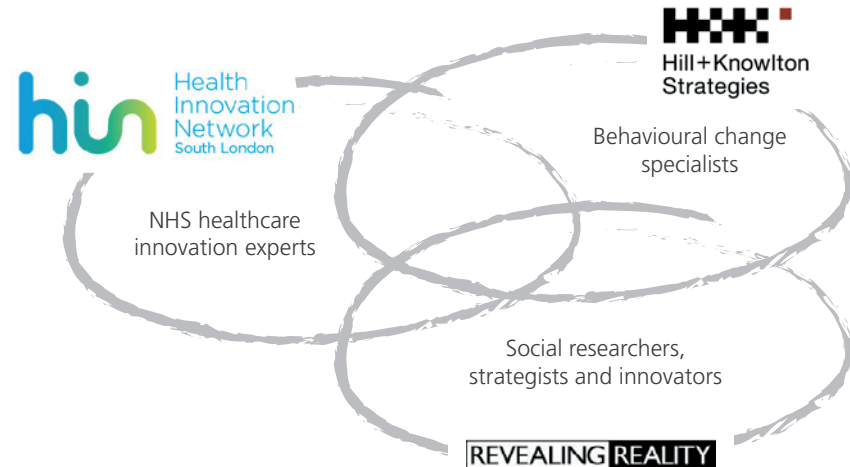 hin
Health
Innovation
Network
South London
NHS healthcare
innovation experts
H+K
Hill+Knowlton
Strategies
Behavioural change
specialists
Social researchers,
strategists and innovators
REVEALING REALITY